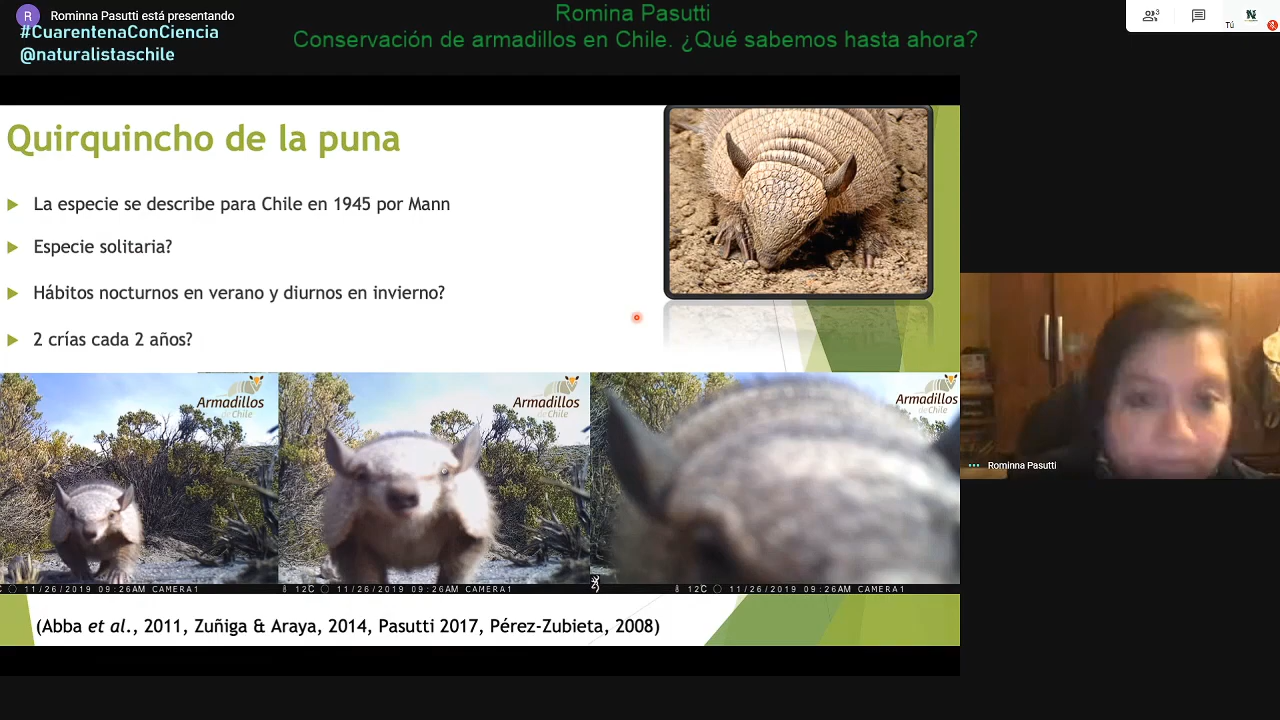 R Rominna Pasutti está presentando
#CuarentenaConCiencia
@naturalistaschile
Romina Pasutti
Conservación de armadillos en Chile. ¿Qué sabemos hasta ahora?
3
Tú
Quirquincho de la puna
La especie se describe para Chile en 1945 por Mann
Especie solitaria?
Hábitos nocturnos en verano y diurnos en invierno?
2 crías cada 2 años?
Armadillos
de Chile
Armadillos
de Chile
Armadillos
de Chile
C 11/26/2019 09:26AM CAMERA1
12C 11/26/2019 09:26AM CAMERA1
12C 11/26/2019 09:26AM CAMERA1
(Abba et al., 2011, Zuñiga & Araya, 2014, Pasutti 2017, Pérez-Zubieta, 2008)
Rominna Pasutti